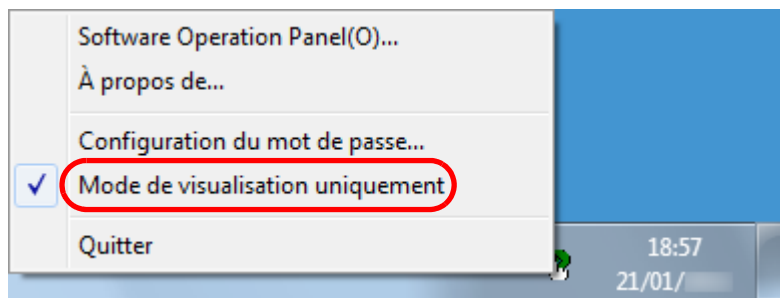 Software Operation Panel(O)...
À propos de...
Configuration du mot de passe...
Mode de visualisation uniquement
Quitter
18:57
21/01/